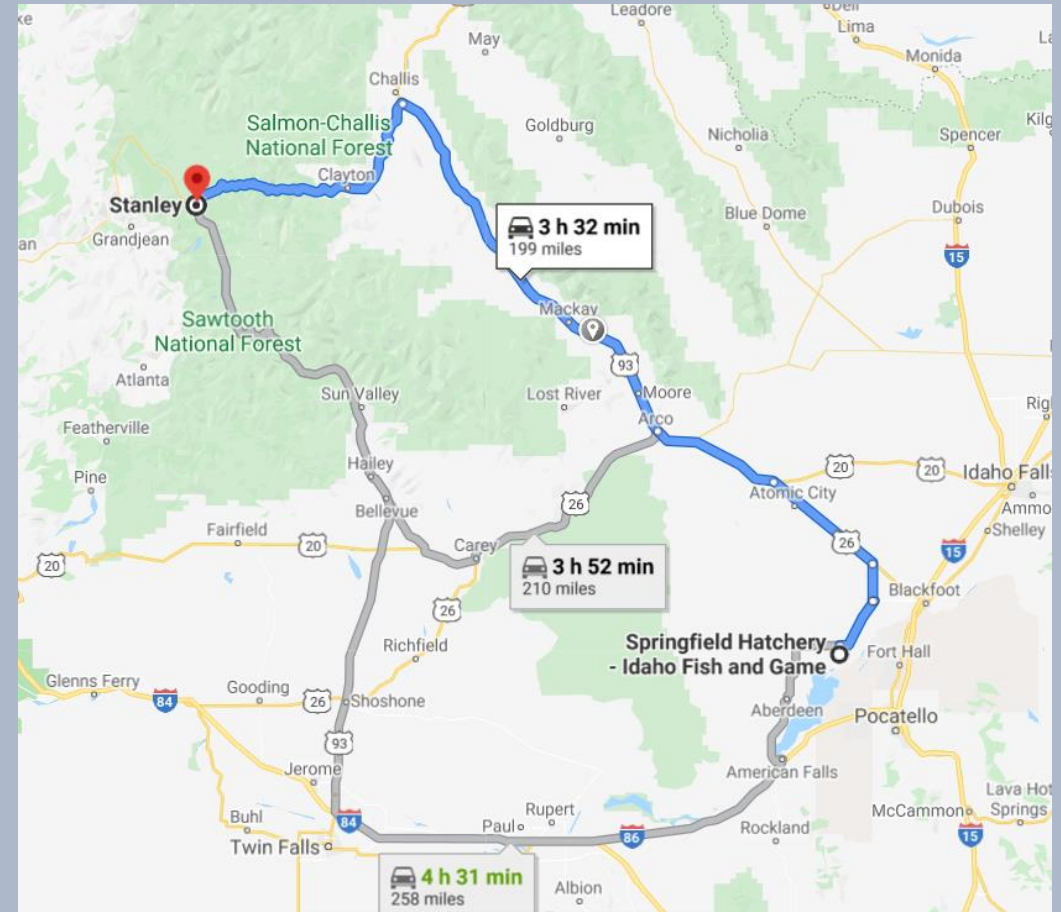 Leadore
Dell
Lima
May
Monida
Challis
Salmon-Challis
National Forest
Goldburg
Nicholia
Spencer
Clayton
Stanley
Grandjean
3 h 32 min
199 miles
Blue Dome
Dubois
15
Mackay
Sawtooth
National Forest
93
Atlanta
Sun Valley
Lost River
Moore
Arco
Featherville
Hailey
20
20
Idaho Falls
Pine
Atomic City
Ammo
26
Bellevue
Shelley
Fairfield
20
26
15
20
Carey
3 h 52 min
210 miles
Blackfoot
26
Springfield Hatchery
- Idaho Fish and Game
Richfield
Fort Hall
Glenns Ferry
84
Gooding
26
Shoshone
Aberdeen
Pocatello
93
American Falls
Jerome
Lava Hot
Springs
Buhl
84
Rupert
Paul
86
McCammon
Rockland
15
Twin Falls
4 h 31 min
258 miles
Albion